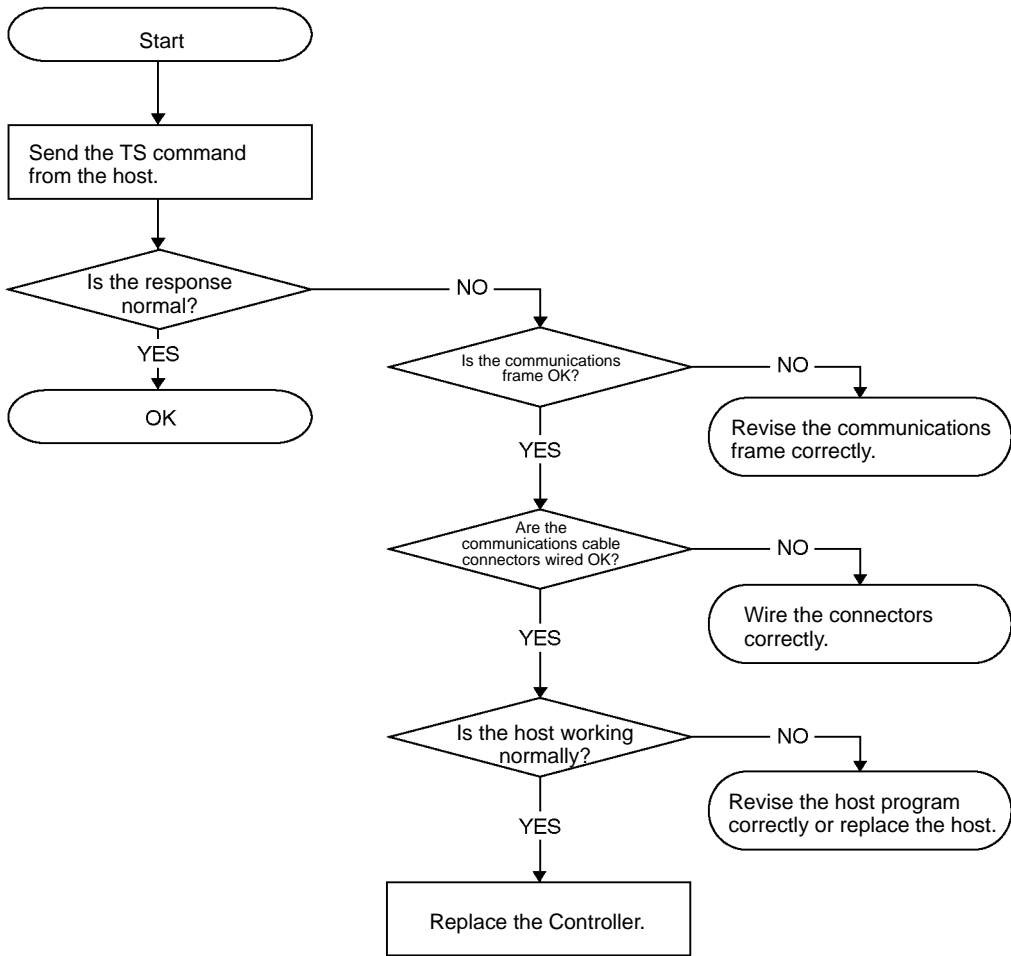 Start
Send the TS command
from the host.
Is the response
normal?
NO
YES
OK
Is the communications
frame OK?
NO
Revise the communications
frame correctly.
YES
Are the
communications cable
connectors wired OK?
NO
Wire the connectors
correctly.
YES
Is the host working
normally?
NO
Revise the host program
correctly or replace the host.
YES
Replace the Controller.